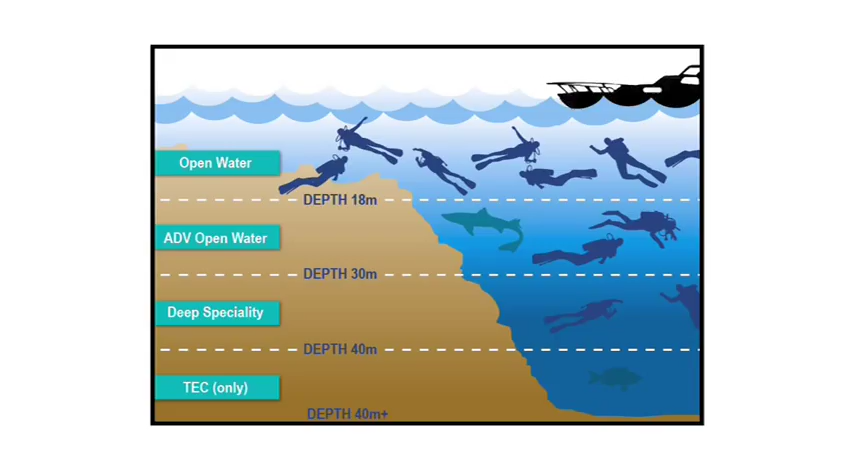 Open Water
DEPTH 18m
ADV Open Water
DEPTH 30m
Deep Speciality
DEPTH 40m
TEC (only)
DEPTH 40m+